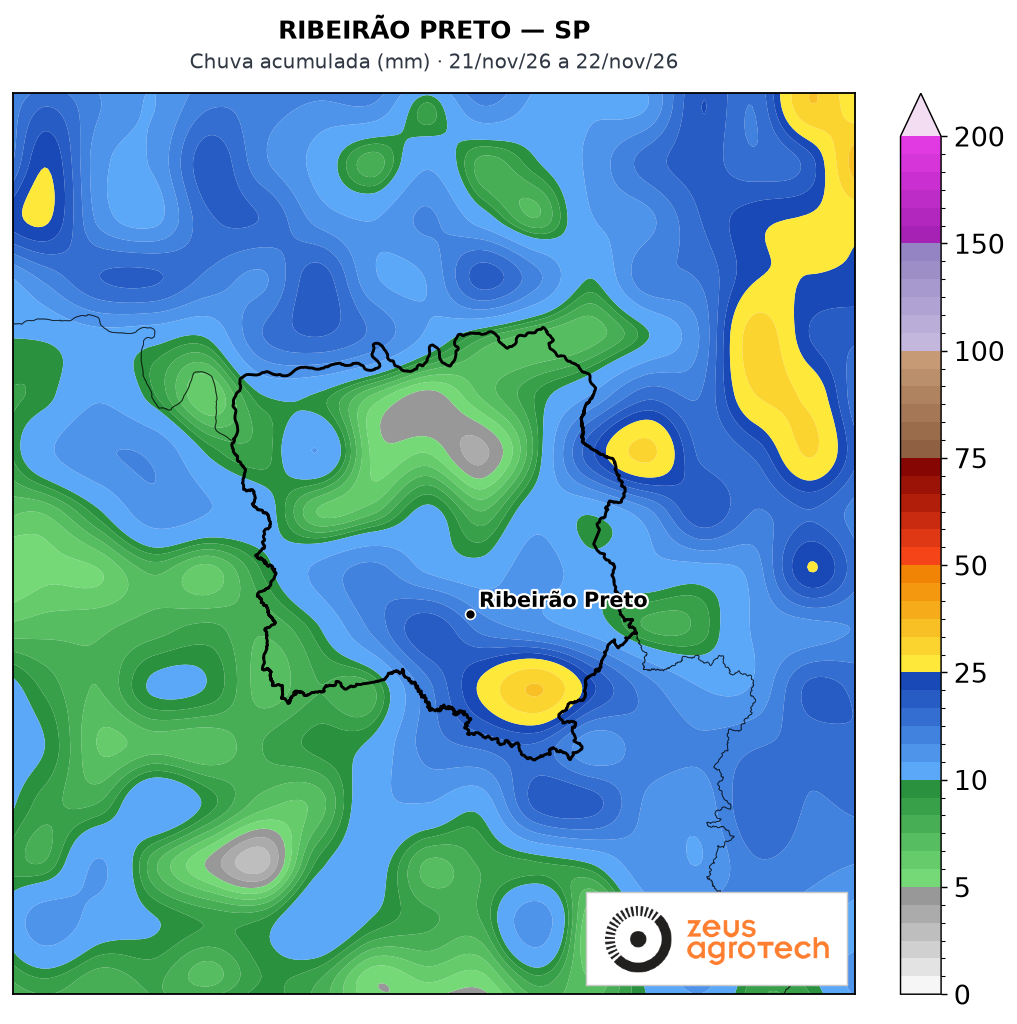 RIBEIRÃO PRETO — SP
Chuva acumulada (mm) · 21/nov/26 a 22/nov/26
200
150
100
75
50
25
10
5
0
Ribeirão Preto
zeus
agroTech